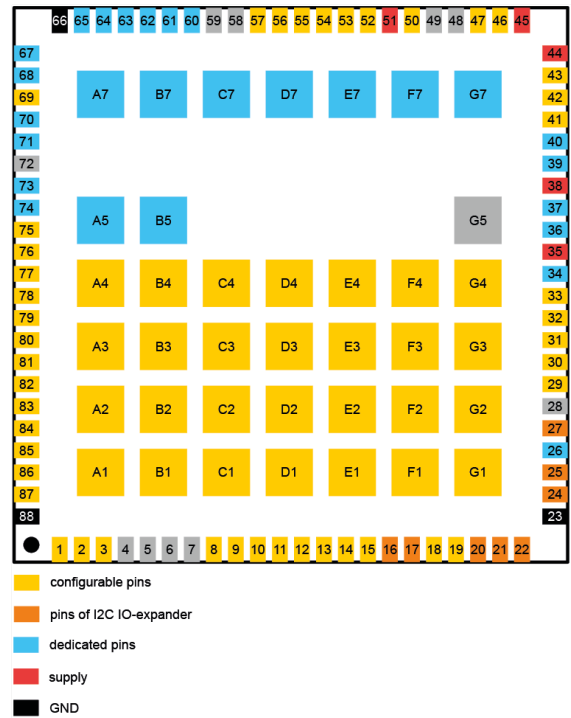 66 65 64 63 62 61 60 59 58 57 56 55 54 53 52 51 50 49 48 47 46 45
67 44
68 A7 B7 C7 D7 E7 F7 G7 43
69 42
70 41
71 40
72 39
73 38
74 A5 B5 G5 37
75 36
76 35
77 A4 B4 C4 D4 E4 F4 G4 34
78 33
79 32
80 A3 B3 C3 D3 E3 F3 G3 31
81 30
82 29
83 A2 B2 C2 D2 E2 F2 G2 28
84 27
85 26
86 A1 B1 C1 D1 E1 F1 G1 25
87 24
88 23
1 2 3 4 5 6 7 8 9 10 11 12 13 14 15 16 17 18 19 20 21 22
configurable pins
pins of I2C IO-expander
dedicated pins
supply
GND